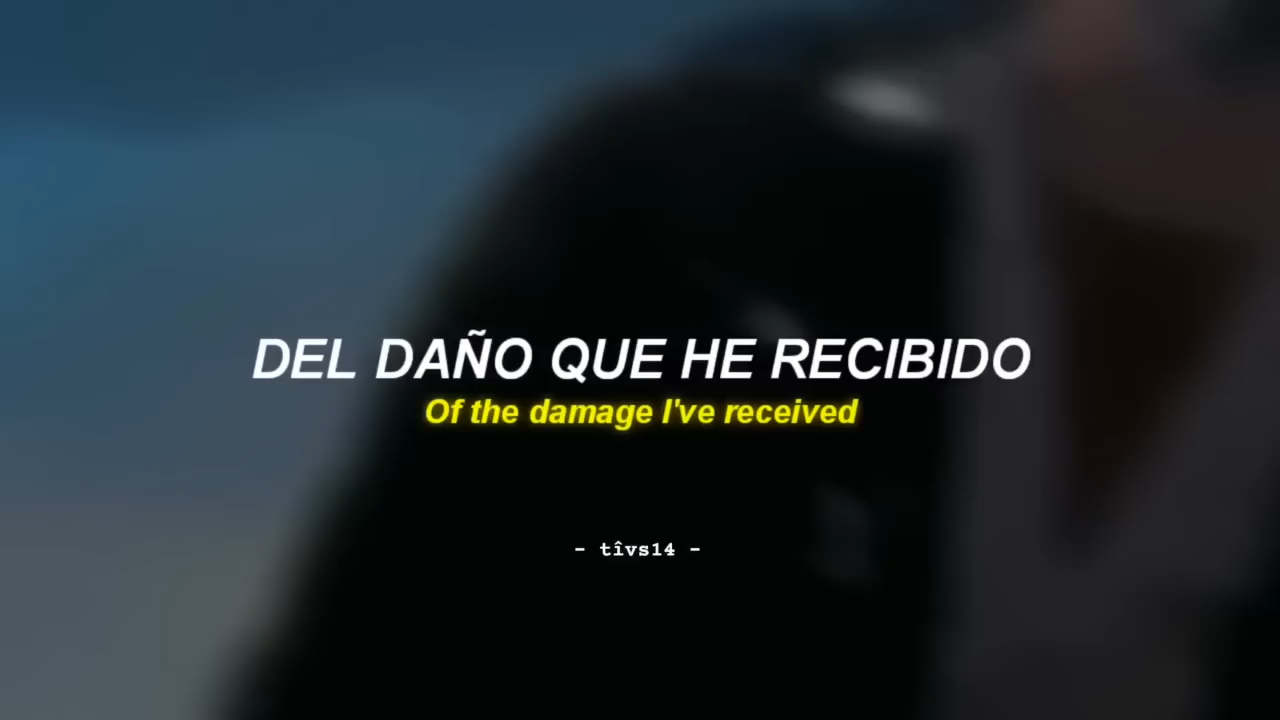 DEL DAÑO QUE HE RECIBIDO
Of the damage I've received
- tîvs14 -